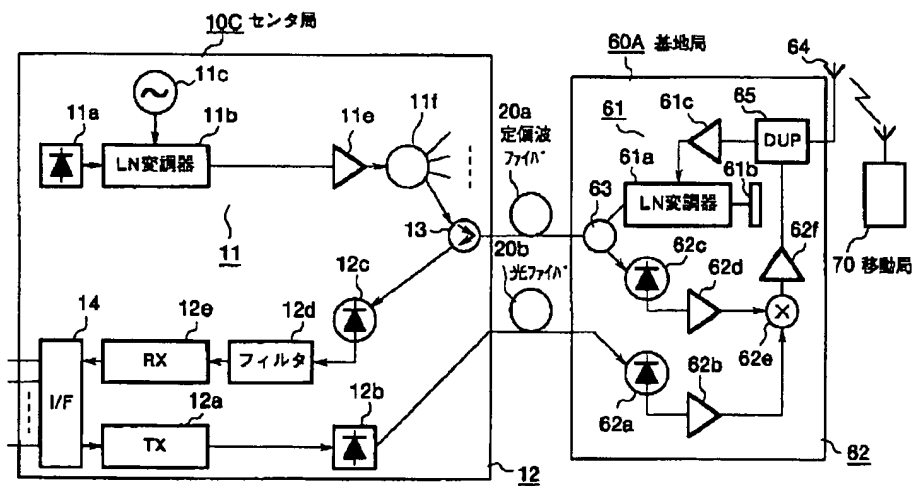 10C センタ局
11c
11a
11b
LN変調器
11e
11f
11
13
20a
定偏波
ファイバ
20b
光ファイバ
14
I/F
12e
RX
12d
フィルタ
12c
12a
TX
12b
12
60A 基地局
61
61c
61a
LN変調器
61b
63
65
DUP
64
62c
62d
62f
62e
62a
62b
62
70 移動局